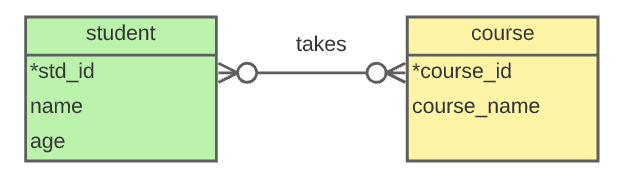 student
*std_id
name
age
takes
course
*course_id
course_name